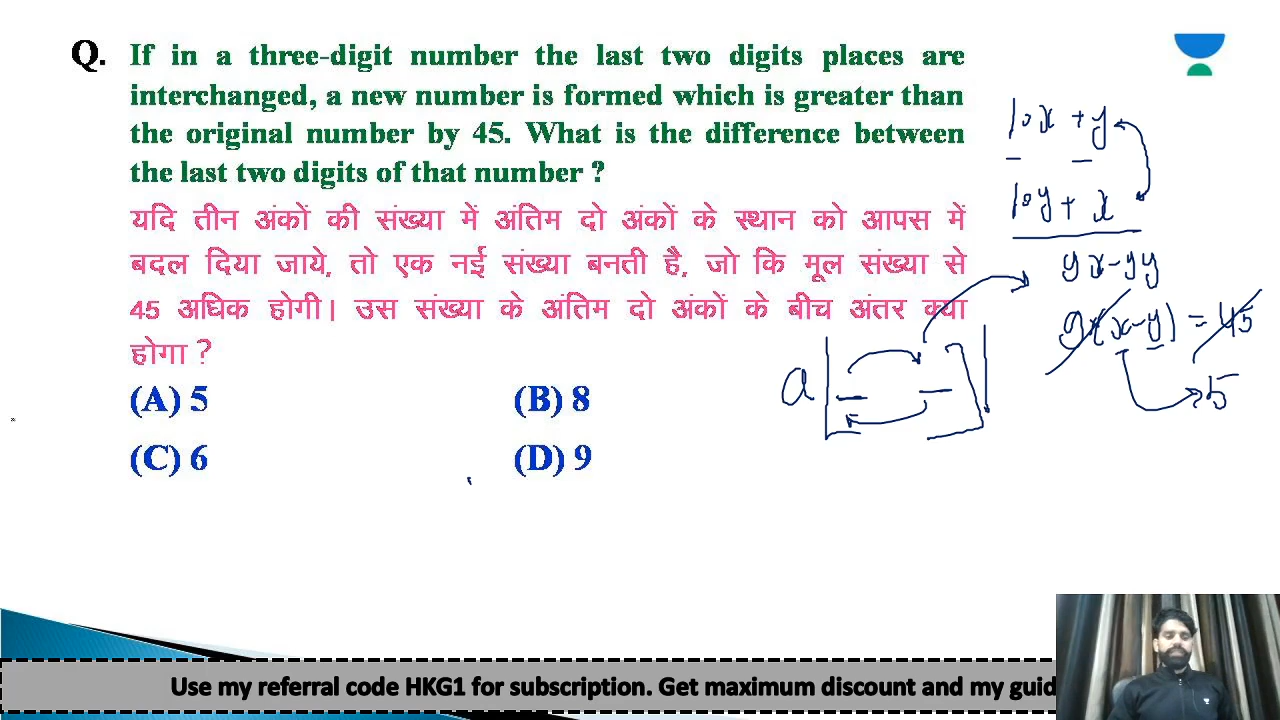 Q. If in a three-digit number the last two digits places are
interchanged, a new number is formed which is greater than
the original number by 45. What is the difference between
the last two digits of that number ?
यदि तीन अंकों की संख्या में अंतिम दो अंकों के स्थान को आपस में
बदल दिया जाये, तो एक नई संख्या बनती है, जो कि मूल संख्या से
45 अधिक होगी। उस संख्या के अंतिम दो अंकों के बीच अंतर क्या
होगा ?
(A) 5 (B) 8
(C) 6 (D) 9
10x + y
10y + x
9x-9y
9(x-y) = 45
5
a
Use my referral code HKG1 for subscription. Get maximum discount and my guid